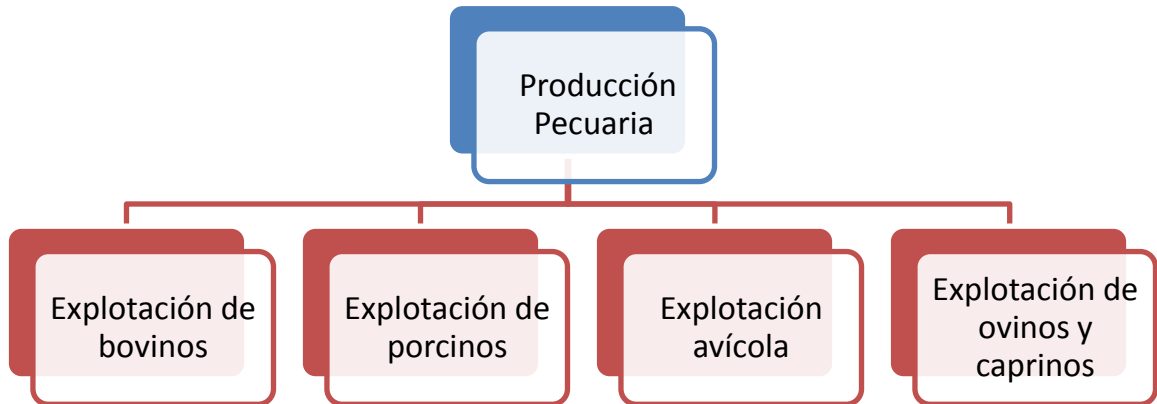 Producción
Pecuaria
Explotación de
bovinos
Explotación de
porcinos
Explotación
avícola
Explotación de
ovinos y
caprinos